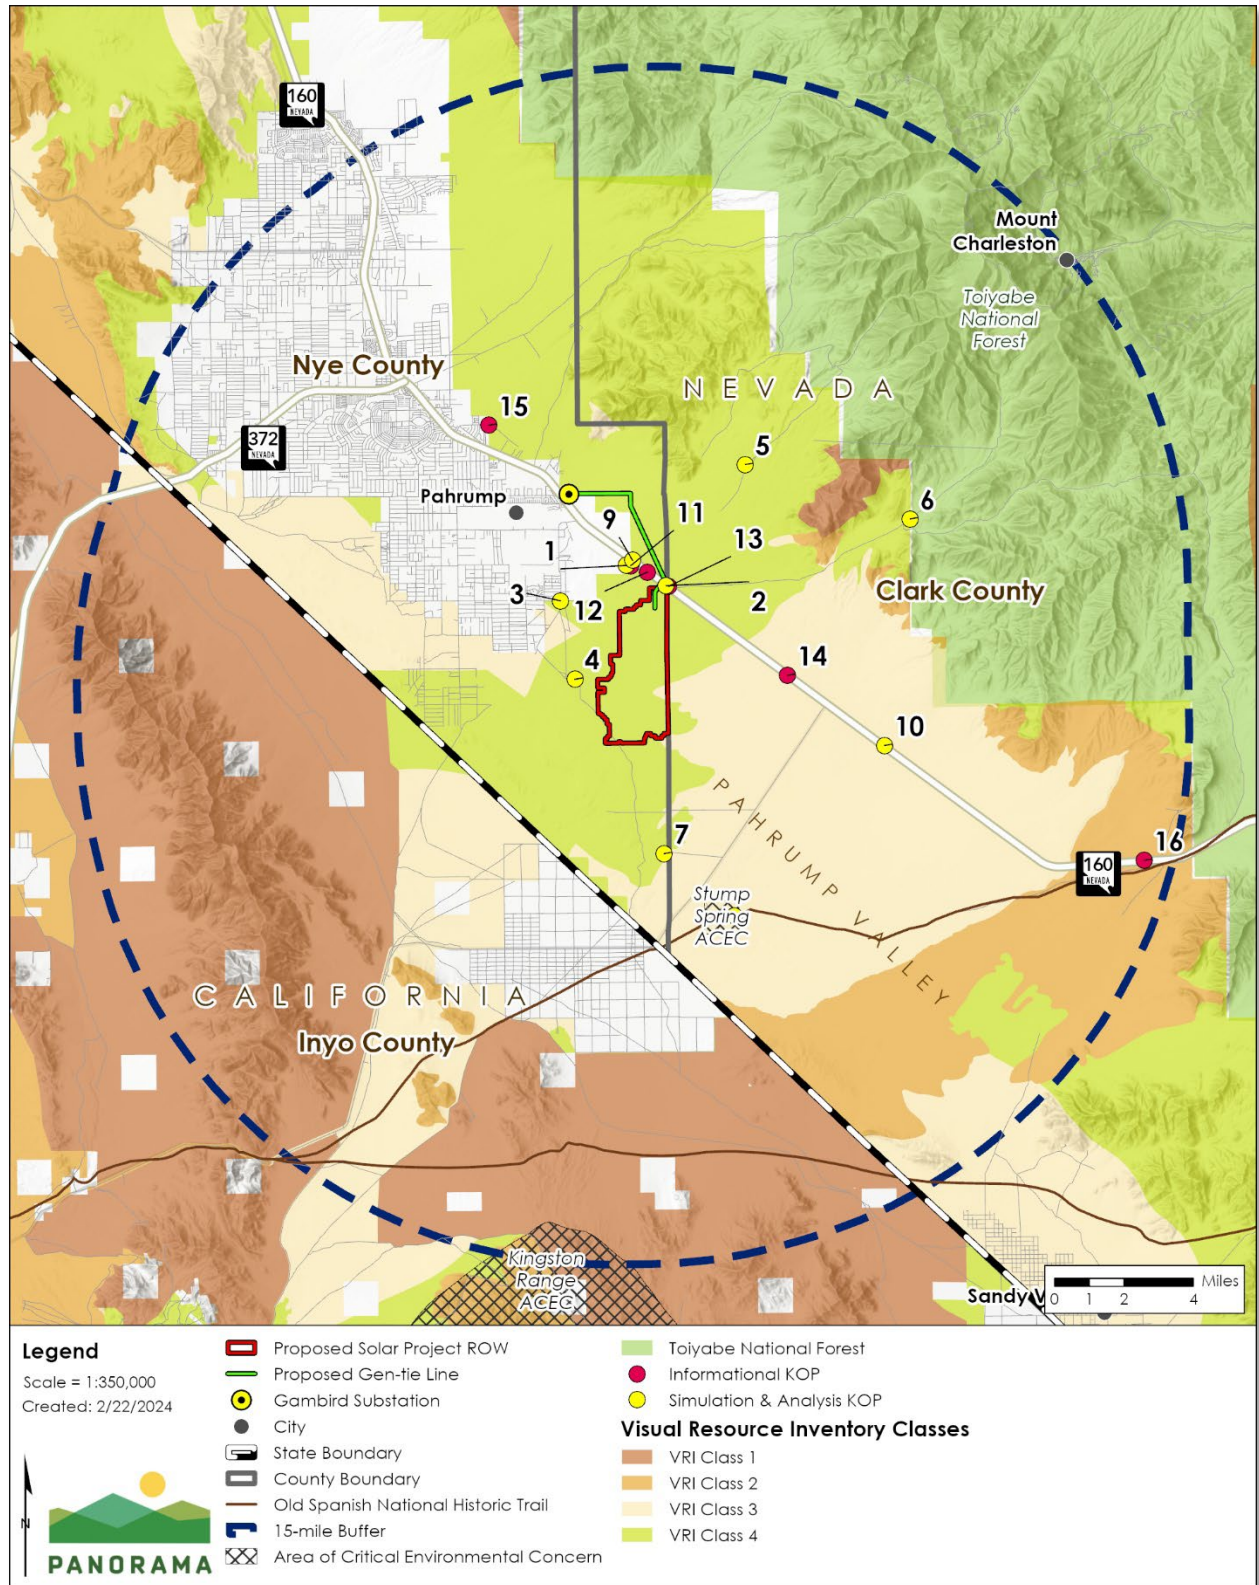 160
NEVADA
Mount
Charleston
Toiyabe
National
Forest
Nye County
NEVADA
15
372
NEVADA
5
Pahrump
6
9
11
1
13
3
12
2
Clark County
4
14
10
PAHRUMP VALLEY
7
16
160
NEVADA
Stump
Spring
ACEC
CALIFORNIA
Inyo County
Kingston
Range
ACEC
Sandy V
Miles
0 1 2 4
Legend
Scale = 1:350,000
Created: 2/22/2024
N
PANORAMA
Proposed Solar Project ROW
Proposed Gen-tie Line
Gambird Substation
City
State Boundary
County Boundary
Old Spanish National Historic Trail
15-mile Buffer
Area of Critical Environmental Concern
Toiyabe National Forest
Informational KOP
Simulation & Analysis KOP
Visual Resource Inventory Classes
VRI Class 1
VRI Class 2
VRI Class 3
VRI Class 4